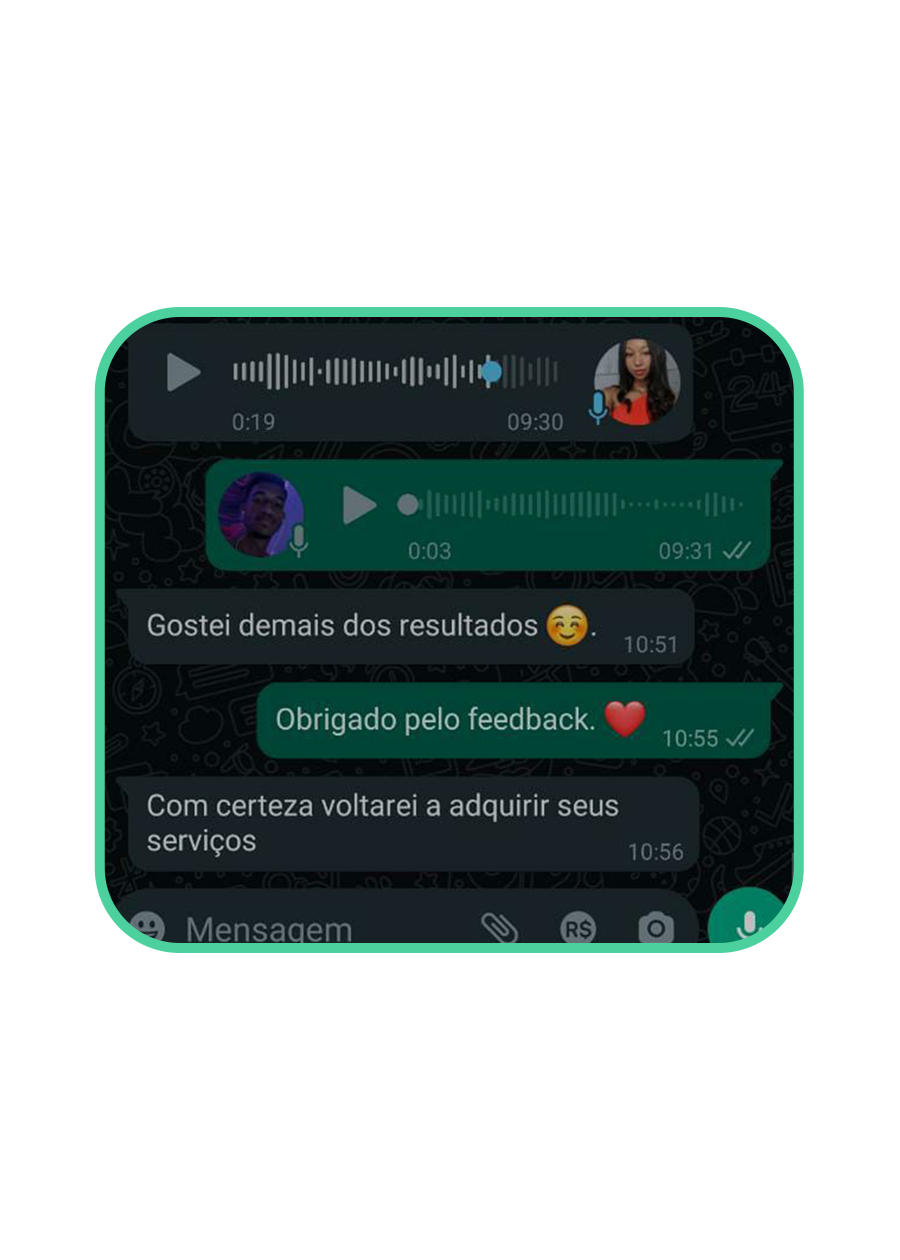 0:19 09:30
0:03 09:31
Gostei demais dos resultados 😊.
10:51
Obrigado pelo feedback. ❤️
10:55
Com certeza voltarei a adquirir seus
serviços
10:56
Mensagem R$
24